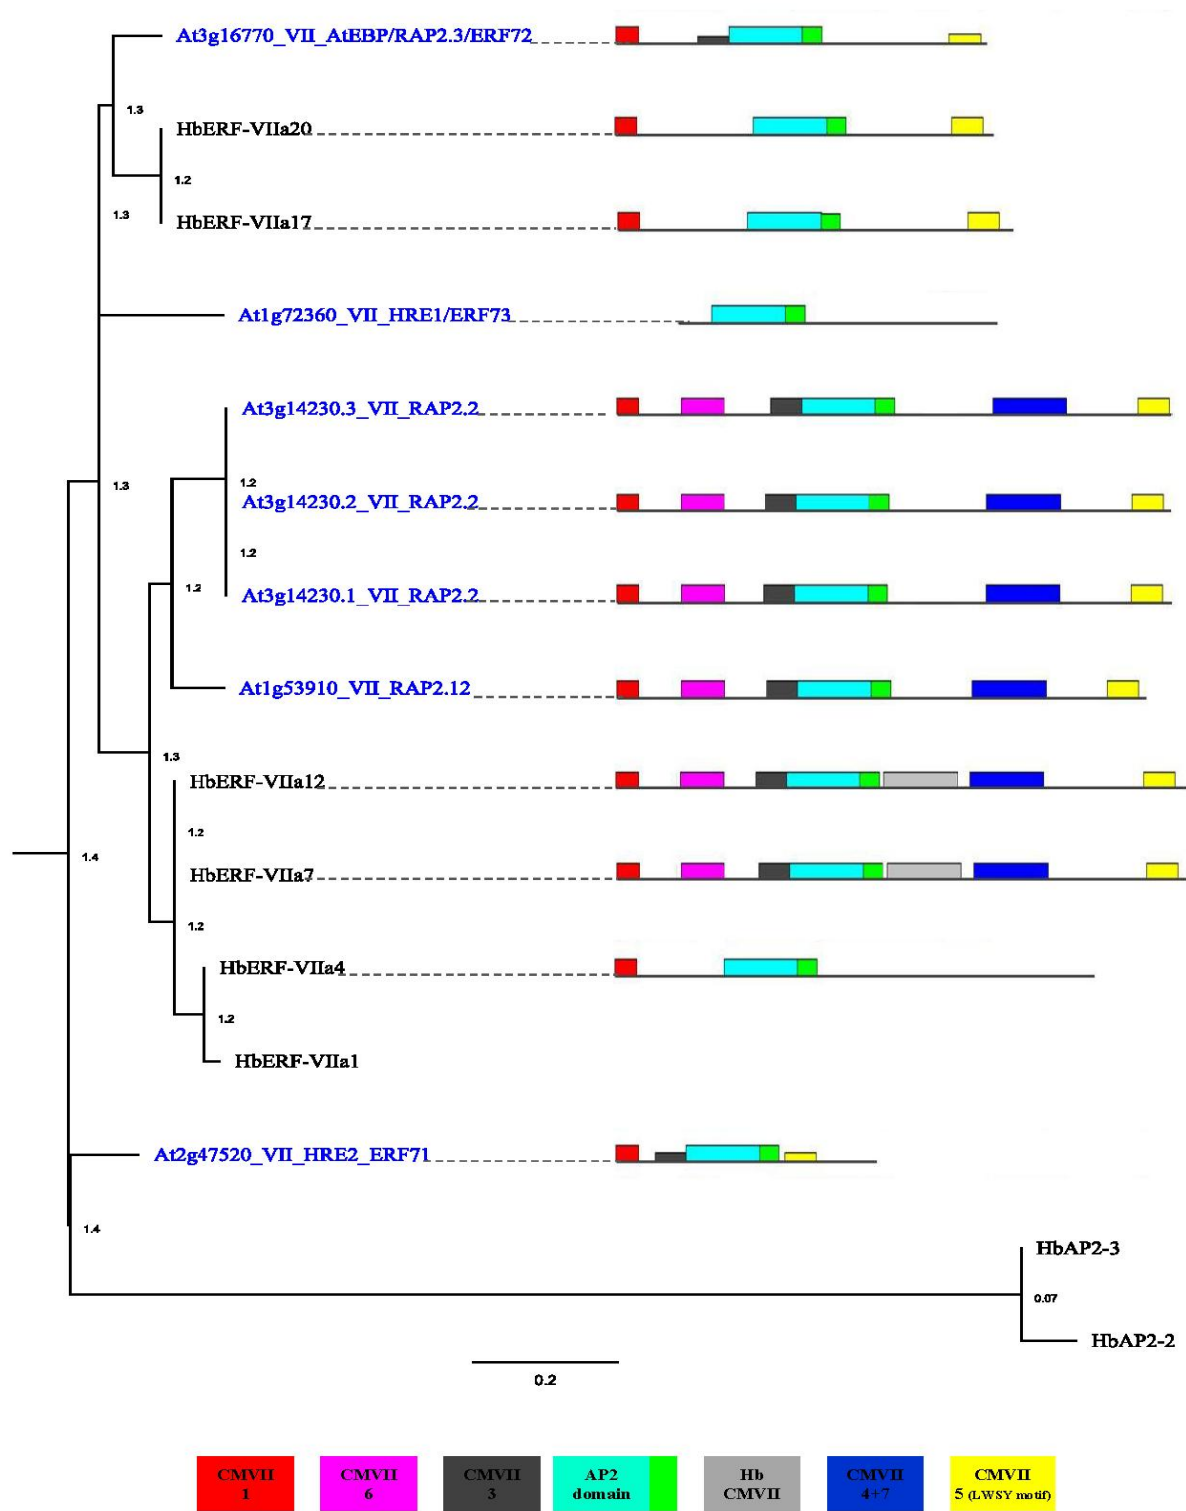 At3g16770_VII_AtEBP/RAP2.3/ERF72
1.3
HbERF-VIIa20
1.2
1.3
HbERF-VIIa17
At1g72360_VII_HRE1/ERF73
At3g14230.3_VII_RAP2.2
1.3
1.2
At3g14230.2_VII_RAP2.2
1.2
1.2
At3g14230.1_VII_RAP2.2
At1g53910_VII_RAP2.12
1.3
HbERF-VIIa12
1.2
1.4
HbERF-VIIa7
1.2
HbERF-VIIa4
1.2
HbERF-VIIa1
At2g47520_VII_HRE2_ERF71
1.4
HbAP2-3
0.07
HbAP2-2
0.2
CMVII 1
CMVII 6
CMVII 3
AP2 domain
Hb CMVII
CMVII 4+7
CMVII 5 (LWSY motif)